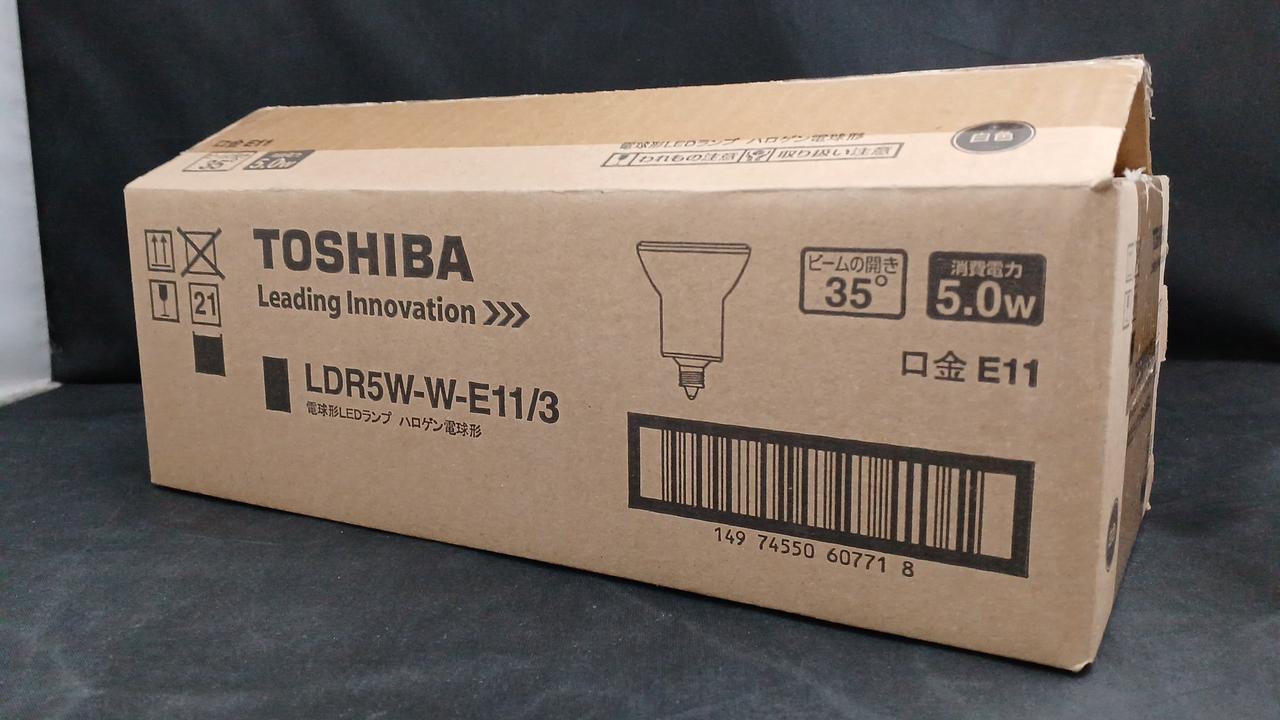 口金 E11
35°
5.0W
電球形LEDランプ ハロゲン電球形
われもの注意
取り扱い注意
白色
TOSHIBA
Leading Innovation
21
LDR5W-W-E11/3
電球形LEDランプ ハロゲン電球形
ビームの開き
35°
消費電力
5.0W
口金 E11
149 74550 60771 8